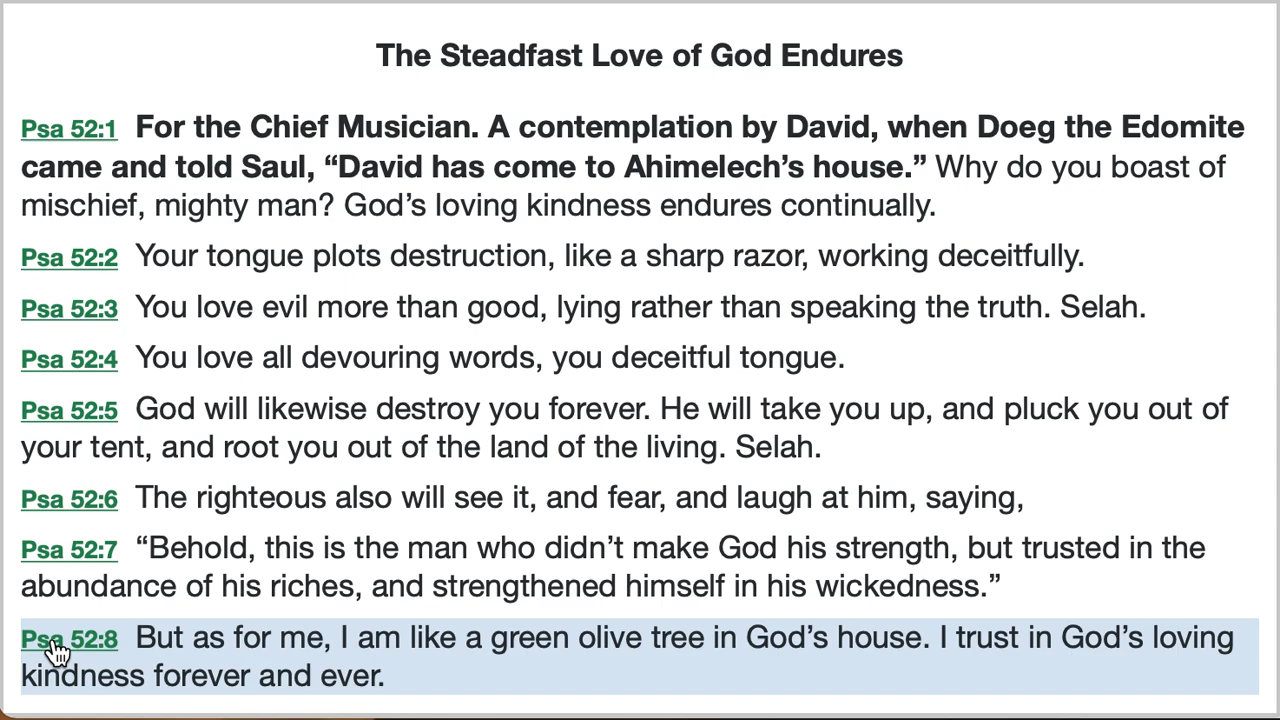 The Steadfast Love of God Endures
Psa 52:1 For the Chief Musician. A contemplation by David, when Doeg the Edomite
came and told Saul, “David has come to Ahimelech’s house.” Why do you boast of
mischief, mighty man? God’s loving kindness endures continually.
Psa 52:2 Your tongue plots destruction, like a sharp razor, working deceitfully.
Psa 52:3 You love evil more than good, lying rather than speaking the truth. Selah.
Psa 52:4 You love all devouring words, you deceitful tongue.
Psa 52:5 God will likewise destroy you forever. He will take you up, and pluck you out of
your tent, and root you out of the land of the living. Selah.
Psa 52:6 The righteous also will see it, and fear, and laugh at him, saying,
Psa 52:7 “Behold, this is the man who didn’t make God his strength, but trusted in the
abundance of his riches, and strengthened himself in his wickedness.”
Psa 52:8 But as for me, I am like a green olive tree in God’s house. I trust in God’s loving
kindness forever and ever.